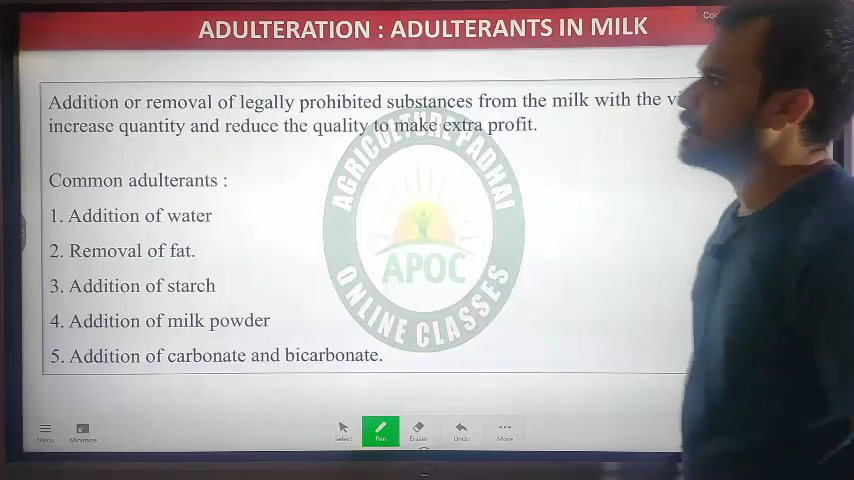 ADULTERATION : ADULTERANTS IN MILK
Addition or removal of legally prohibited substances from the milk with the
increase quantity and reduce the quality to make extra profit.
Common adulterants :
1. Addition of water
2. Removal of fat.
3. Addition of starch
4. Addition of milk powder
5. Addition of carbonate and bicarbonate.
AGRICULTURE PADHAI
APOC
ONLINE CLASSES
Menu
Minimize
Select
Pen
Eraser
Undo
More